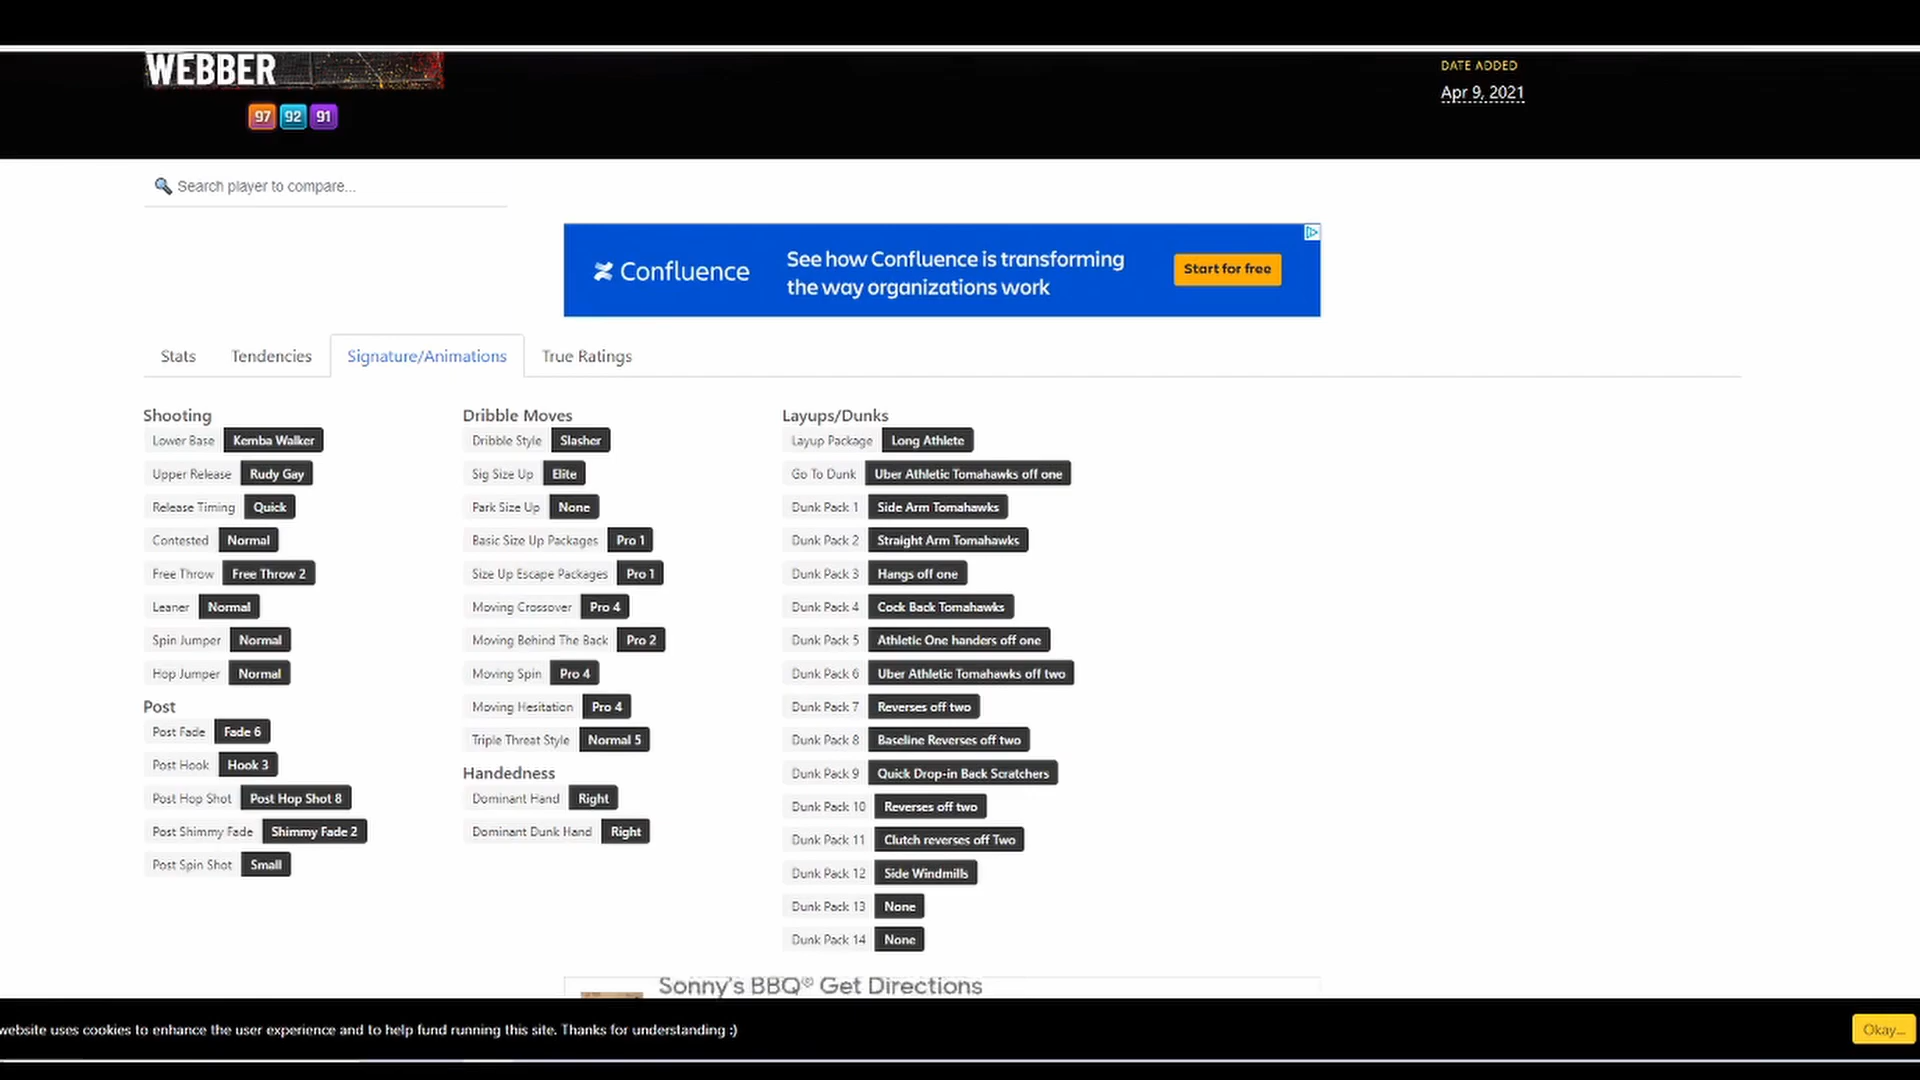 WEBBER
97 92 91
DATE ADDED
Apr 9, 2021
Search player to compare...
Confluence
See how Confluence is transforming
the way organizations work
Start for free
Stats
Tendencies
Signature/Animations
True Ratings
Shooting
Lower Base Kemba Walker
Upper Release Rudy Gay
Release Timing Quick
Contested Normal
Free Throw Free Throw 2
Leaner Normal
Spin Jumper Normal
Hop Jumper Normal
Post
Post Fade Fade 6
Post Hook Hook 3
Post Hop Shot Post Hop Shot 8
Post Shimmy Fade Shimmy Fade 2
Post Spin Shot Small
Dribble Moves
Dribble Style Slasher
Sig Size Up Elite
Park Size Up None
Basic Size Up Packages Pro 1
Size Up Escape Packages Pro 1
Moving Crossover Pro 4
Moving Behind The Back Pro 2
Moving Spin Pro 4
Moving Hesitation Pro 4
Triple Threat Style Normal 5
Handedness
Dominant Hand Right
Dominant Dunk Hand Right
Layups/Dunks
Layup Package Long Athlete
Go To Dunk Uber Athletic Tomahawks off one
Dunk Pack 1 Side Arm Tomahawks
Dunk Pack 2 Straight Arm Tomahawks
Dunk Pack 3 Hangs off one
Dunk Pack 4 Cock Back Tomahawks
Dunk Pack 5 Athletic One handers off one
Dunk Pack 6 Uber Athletic Tomahawks off two
Dunk Pack 7 Reverses off two
Dunk Pack 8 Baseline Reverses off two
Dunk Pack 9 Quick Drop-in Back Scratchers
Dunk Pack 10 Reverses off two
Dunk Pack 11 Clutch reverses off Two
Dunk Pack 12 Side Windmills
Dunk Pack 13 None
Dunk Pack 14 None
Sonny's BBQ® Get Directions
website uses cookies to enhance the user experience and to help fund running this site. Thanks for understanding :)
Okay...